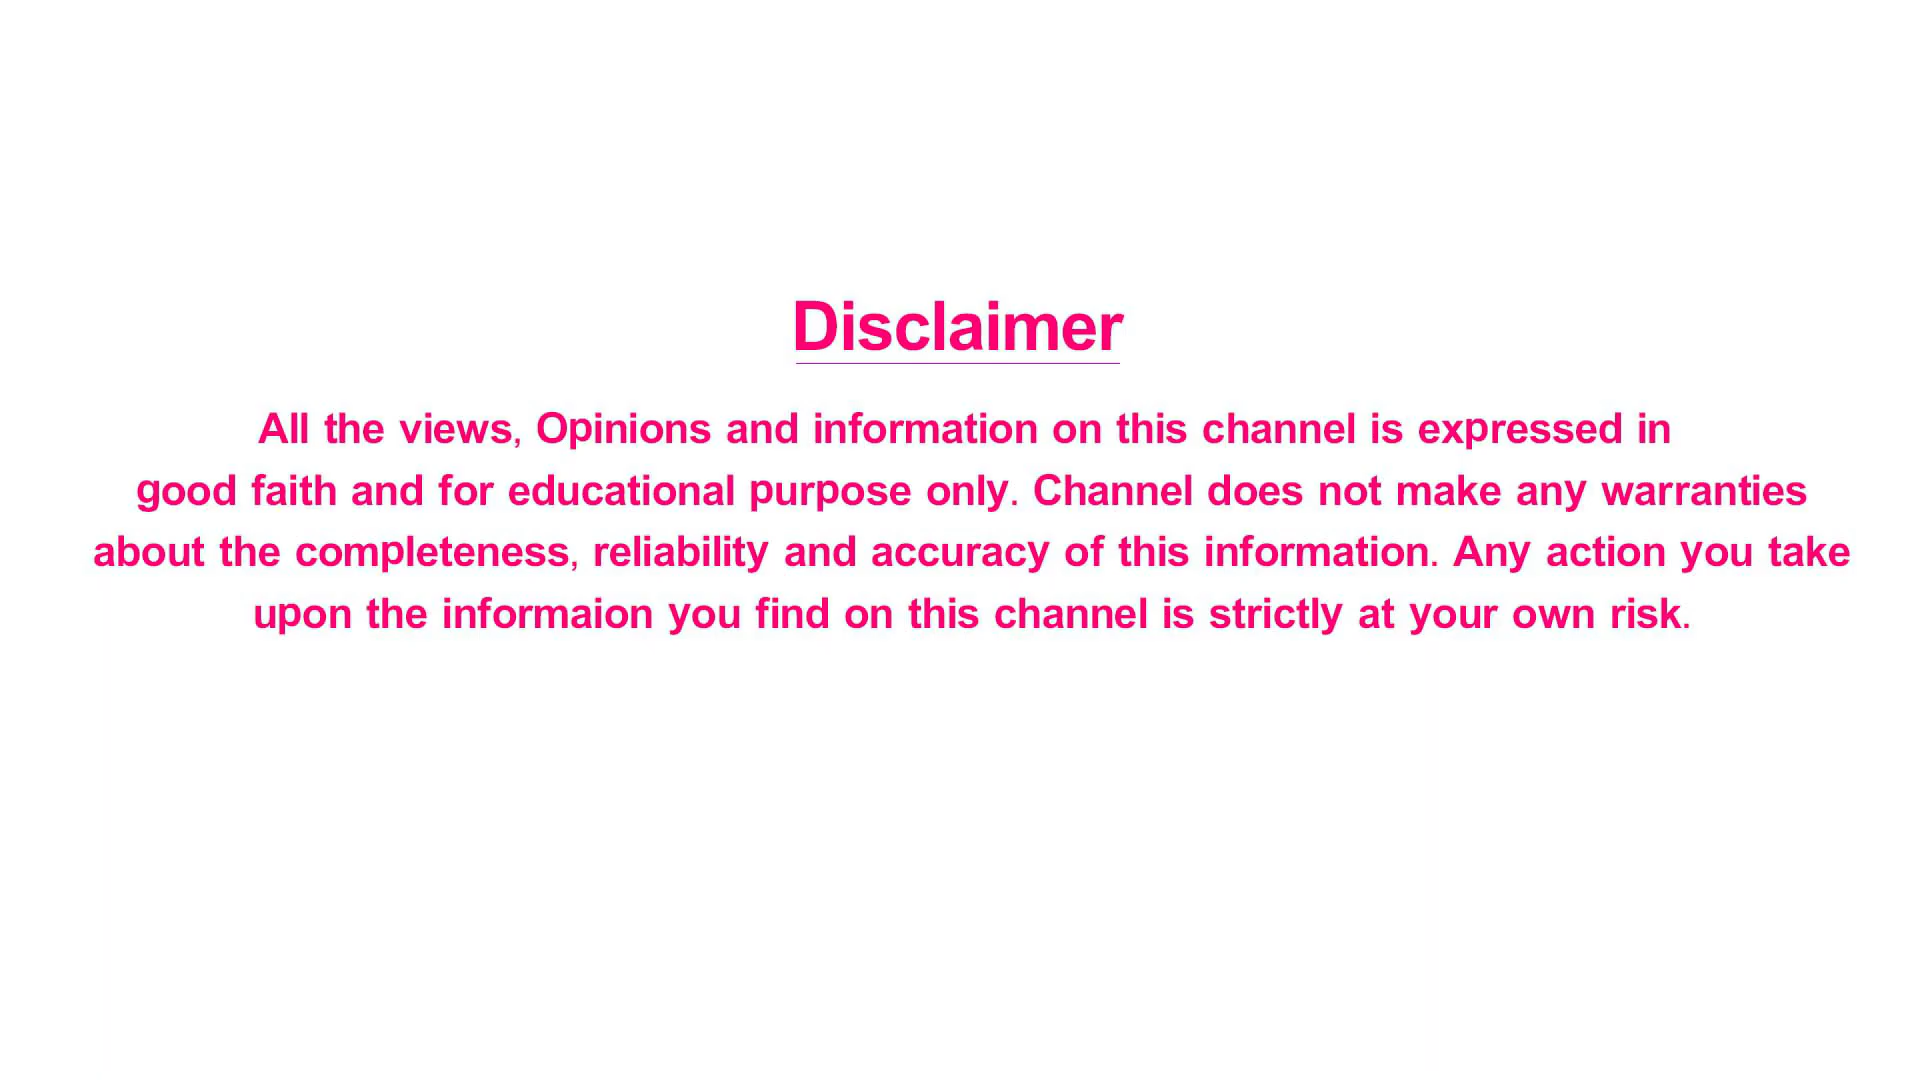 Disclaimer
All the views, Opinions and information on this channel is expressed in
good faith and for educational purpose only. Channel does not make any warranties
about the completeness, reliability and accuracy of this information. Any action you take
upon the informaion you find on this channel is strictly at your own risk.